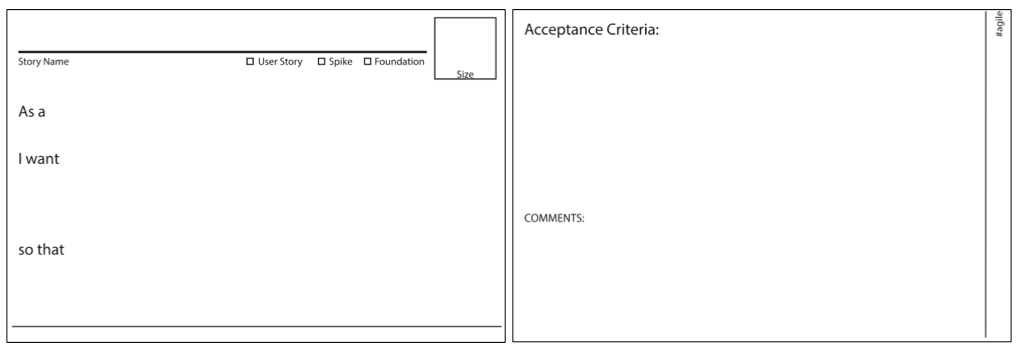 Story Name
☐ User Story ☐ Spike ☐ Foundation
Size
As a
I want
so that
Acceptance Criteria:
COMMENTS:
#agile